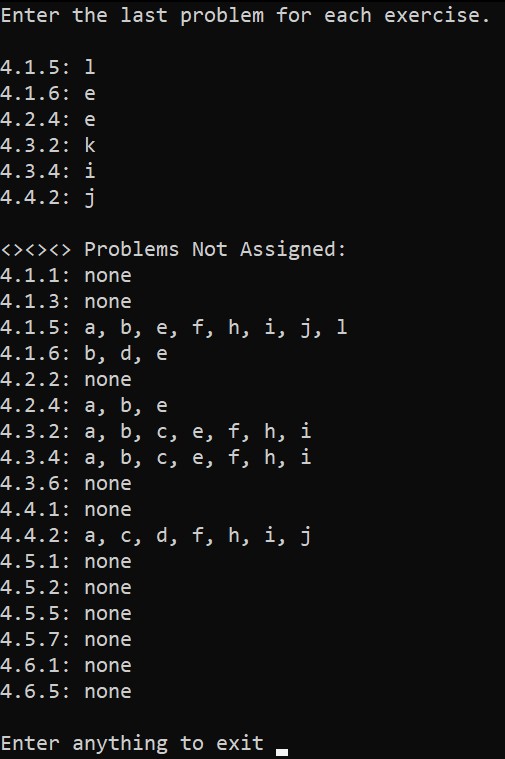 Enter the last problem for each exercise.
4.1.5: l
4.1.6: e
4.2.4: e
4.3.2: k
4.3.4: i
4.4.2: j
<><><> Problems Not Assigned:
4.1.1: none
4.1.3: none
4.1.5: a, b, e, f, h, i, j, l
4.1.6: b, d, e
4.2.2: none
4.2.4: a, b, e
4.3.2: a, b, c, e, f, h, i
4.3.4: a, b, c, e, f, h, i
4.3.6: none
4.4.1: none
4.4.2: a, c, d, f, h, i, j
4.5.1: none
4.5.2: none
4.5.5: none
4.5.7: none
4.6.1: none
4.6.5: none
Enter anything to exit